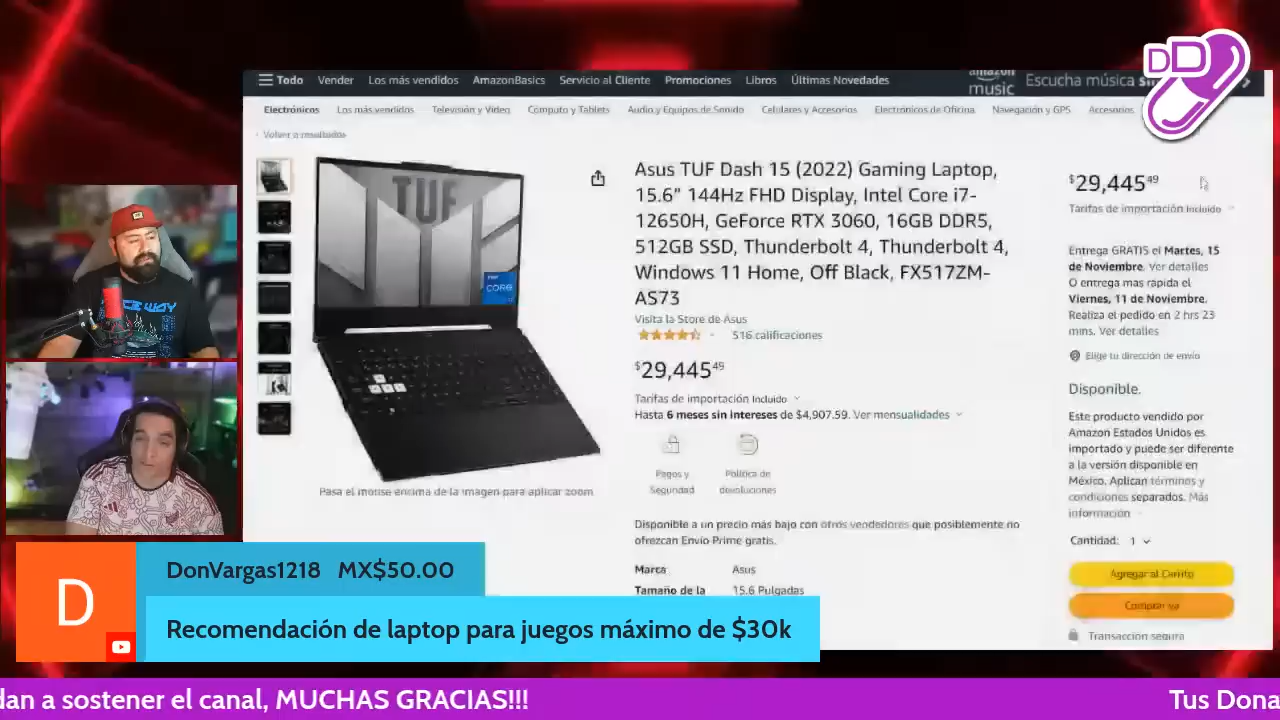 DD
Todo Vender Los más vendidos AmazonBasics Servicio al Cliente Promociones Libros Últimas Novedades amazon music Escucha música
Electrónicos Los más vendidos Televisión y Video Cómputo y Tablets Audio y Equipos de Sonido Celulares y Accesorios Electrónicos de Oficina Navegación y GPS Accesorios
‹ Volver a resultados
TUF
intel CORE
Asus TUF Dash 15 (2022) Gaming Laptop,
15.6” 144Hz FHD Display, Intel Core i7-
12650H, GeForce RTX 3060, 16GB DDR5,
512GB SSD, Thunderbolt 4, Thunderbolt 4,
Windows 11 Home, Off Black, FX517ZM-
AS73
Visita la Store de Asus
516 calificaciones
$29,445.49
Tarifas de importación Incluido
Hasta 6 meses sin intereses de $4,907.59. Ver mensualidades
Pagos y
Seguridad
Política de
devoluciones
Pasa el mouse encima de la imagen para aplicar zoom
Disponible a un precio más bajo con otros vendedores que posiblemente no
ofrezcan Envío Prime gratis.
Marca Asus
Tamaño de la 15.6 Pulgadas
$29,445.49
Tarifas de importación Incluido
Entrega GRATIS el Martes, 15
de Noviembre. Ver detalles
O entrega mas rápida el
Viernes, 11 de Noviembre.
Realiza el pedido en 2 hrs 23
mins. Ver detalles
Elige tu dirección de envío
Disponible.
Este producto vendido por
Amazon Estados Unidos es
importado y puede ser diferente
a la versión disponible en
México. Aplican términos y
condiciones separados. Más
información
Cantidad: 1
Agregar al Carrito
Comprar ya
Transacción segura
D
DonVargas1218 MX$50.00
Recomendación de laptop para juegos máximo de $30k
dan a sostener el canal, MUCHAS GRACIAS!!! Tus Dona